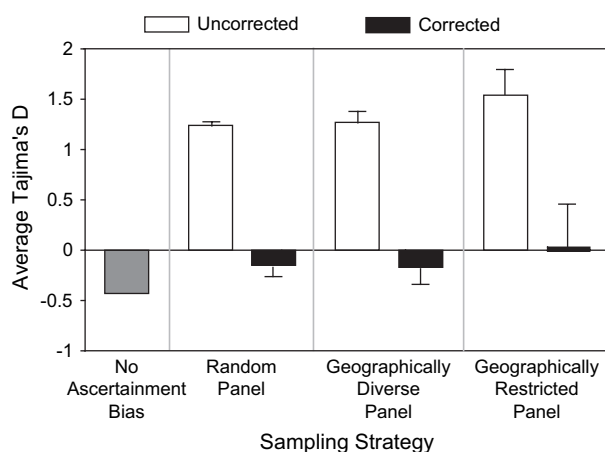 Uncorrected Corrected
Average Tajima's D
2
1.5
1
0.5
0
-0.5
-1
No Ascertainment Bias
Random Panel
Geographically Diverse Panel
Geographically Restricted Panel
Sampling Strategy